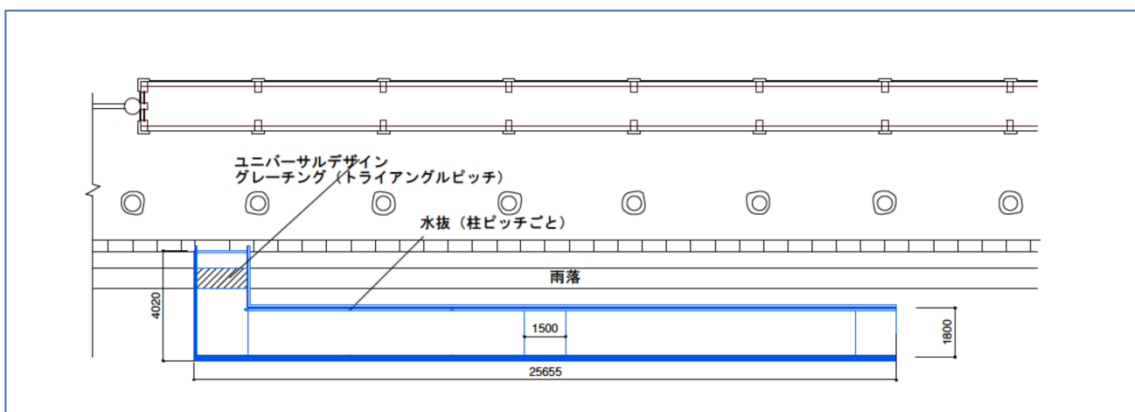 ユニバーサルデザイン
グレーチング（トライアングルピッチ）
水抜（柱ピッチごと）
雨落
4020
1500
1800
25655